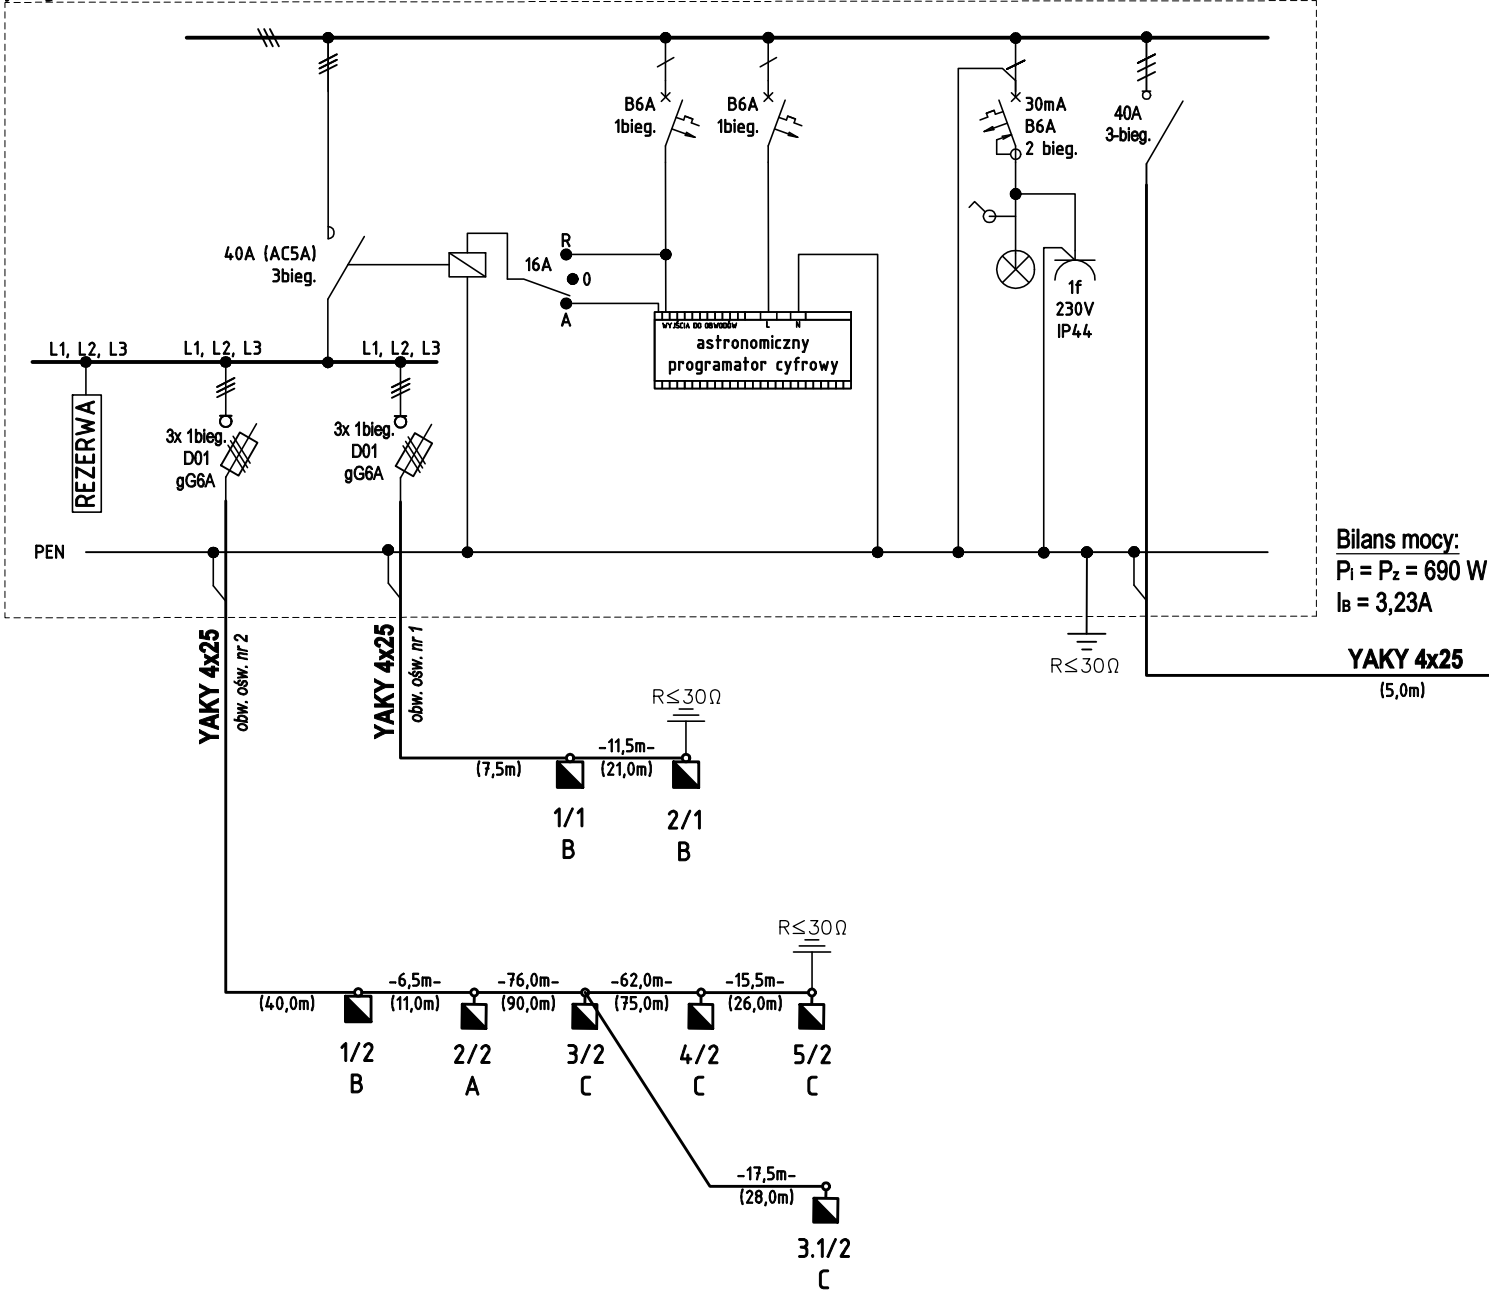 B6A
1bieg.
B6A
1bieg.
30mA
B6A
2 bieg.
40A
3-bieg.
40A (AC5A)
3bieg.
16A
R
0
A
WYJŚCIA DO OBWODÓW L N
astronomiczny
programator cyfrowy
1f
230V
IP44
L1, L2, L3
L1, L2, L3
L1, L2, L3
REZERWA
3x 1bieg.
D01
gG6A
3x 1bieg.
D01
gG6A
PEN
Bilans mocy:
Pi = Pz = 690 W
IB = 3,23A
YAKY 4x25
(5,0m)
R≤30Ω
YAKY 4x25
obw. ośw. nr 2
YAKY 4x25
obw. ośw. nr 1
R≤30Ω
-11,5m-
(7,5m)
(21,0m)
1/1
B
2/1
B
R≤30Ω
-6,5m-
-76,0m-
-62,0m-
-15,5m-
(40,0m)
(11,0m)
(90,0m)
(75,0m)
(26,0m)
1/2
B
2/2
A
3/2
C
4/2
C
5/2
C
-17,5m-
(28,0m)
3.1/2
C